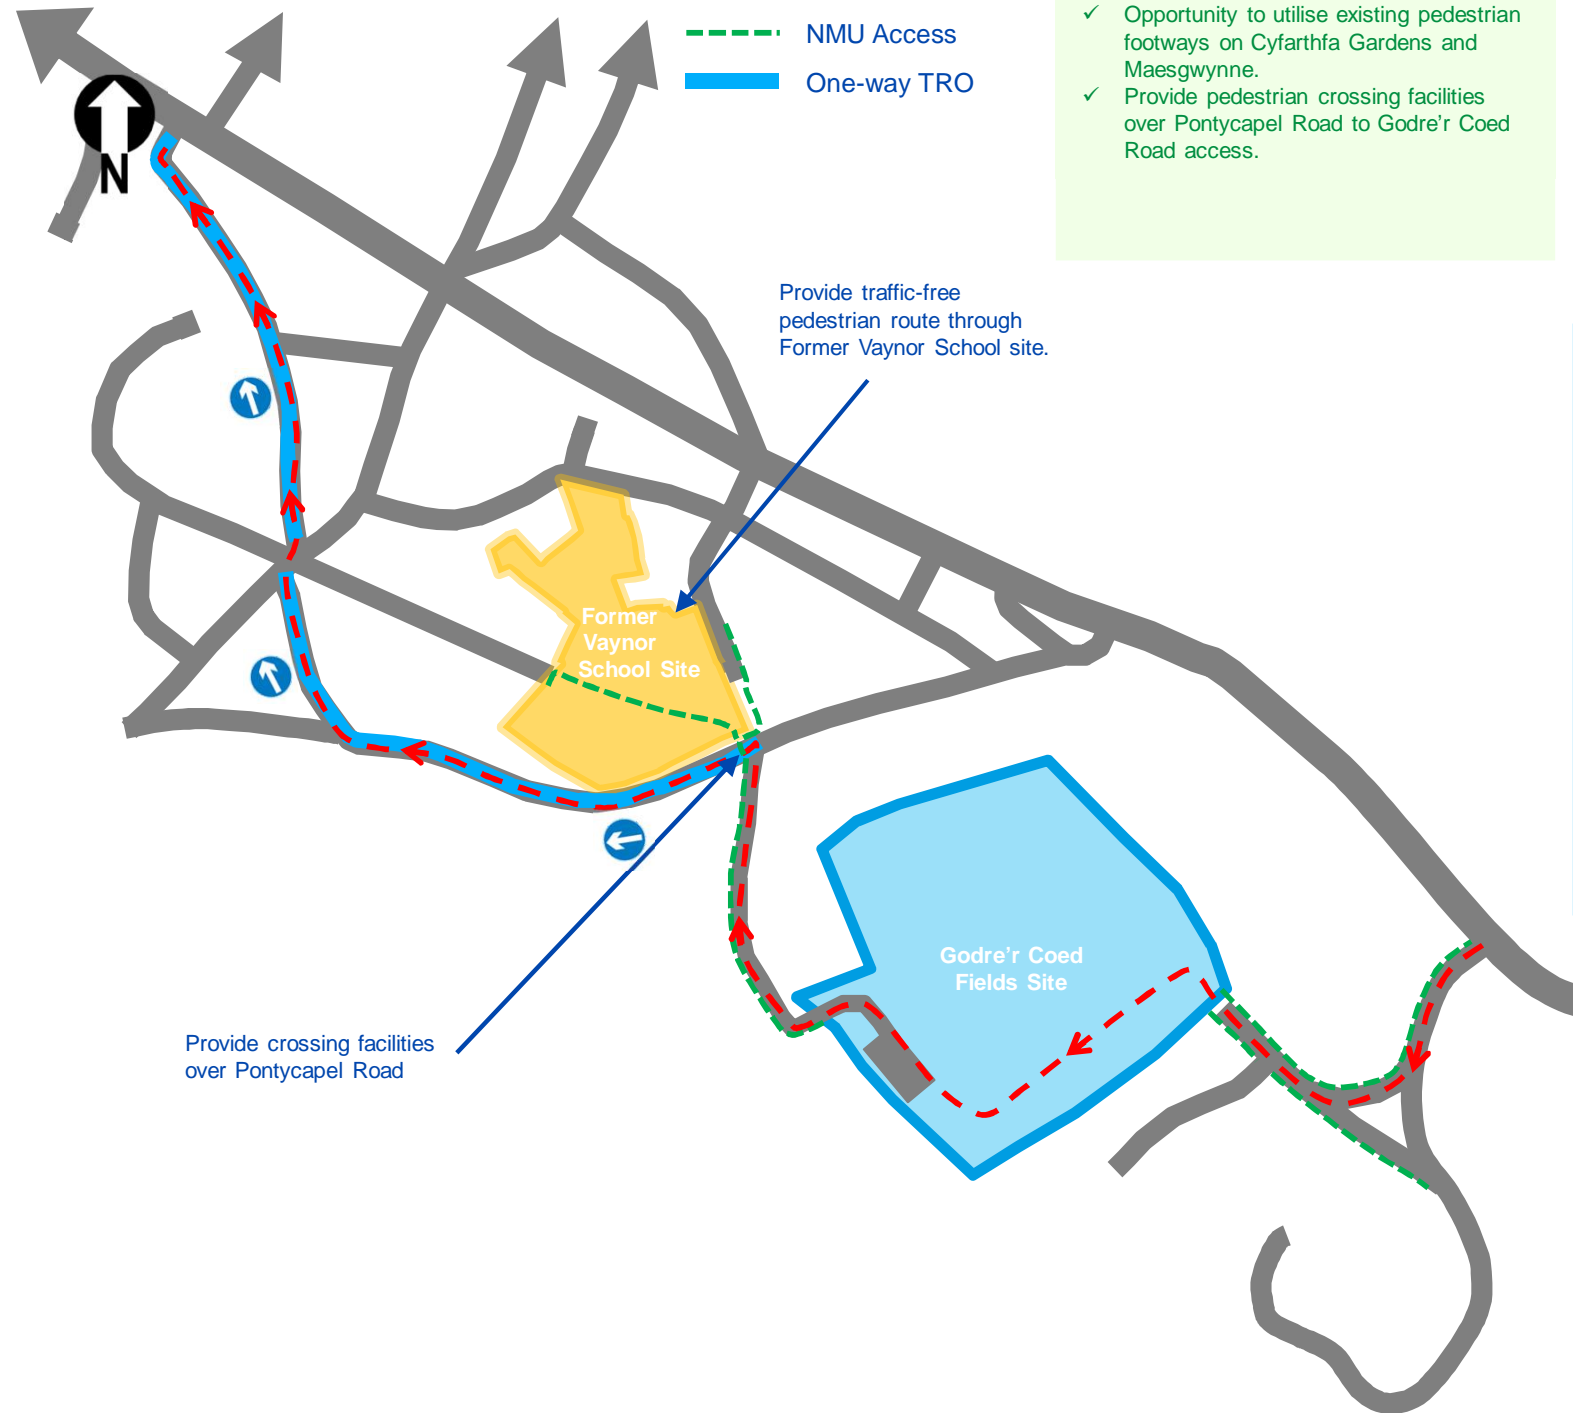 NMU Access
One-way TRO
✓ Opportunity to utilise existing pedestrian
footways on Cyfarthfa Gardens and
Maesgwynne.
✓ Provide pedestrian crossing facilities
over Pontycapel Road to Godre'r Coed
Road access.
N
Provide traffic-free
pedestrian route through
Former Vaynor School site.
Former
Vaynor
School Site
Godre’r Coed
Fields Site
Provide crossing facilities
over Pontycapel Road